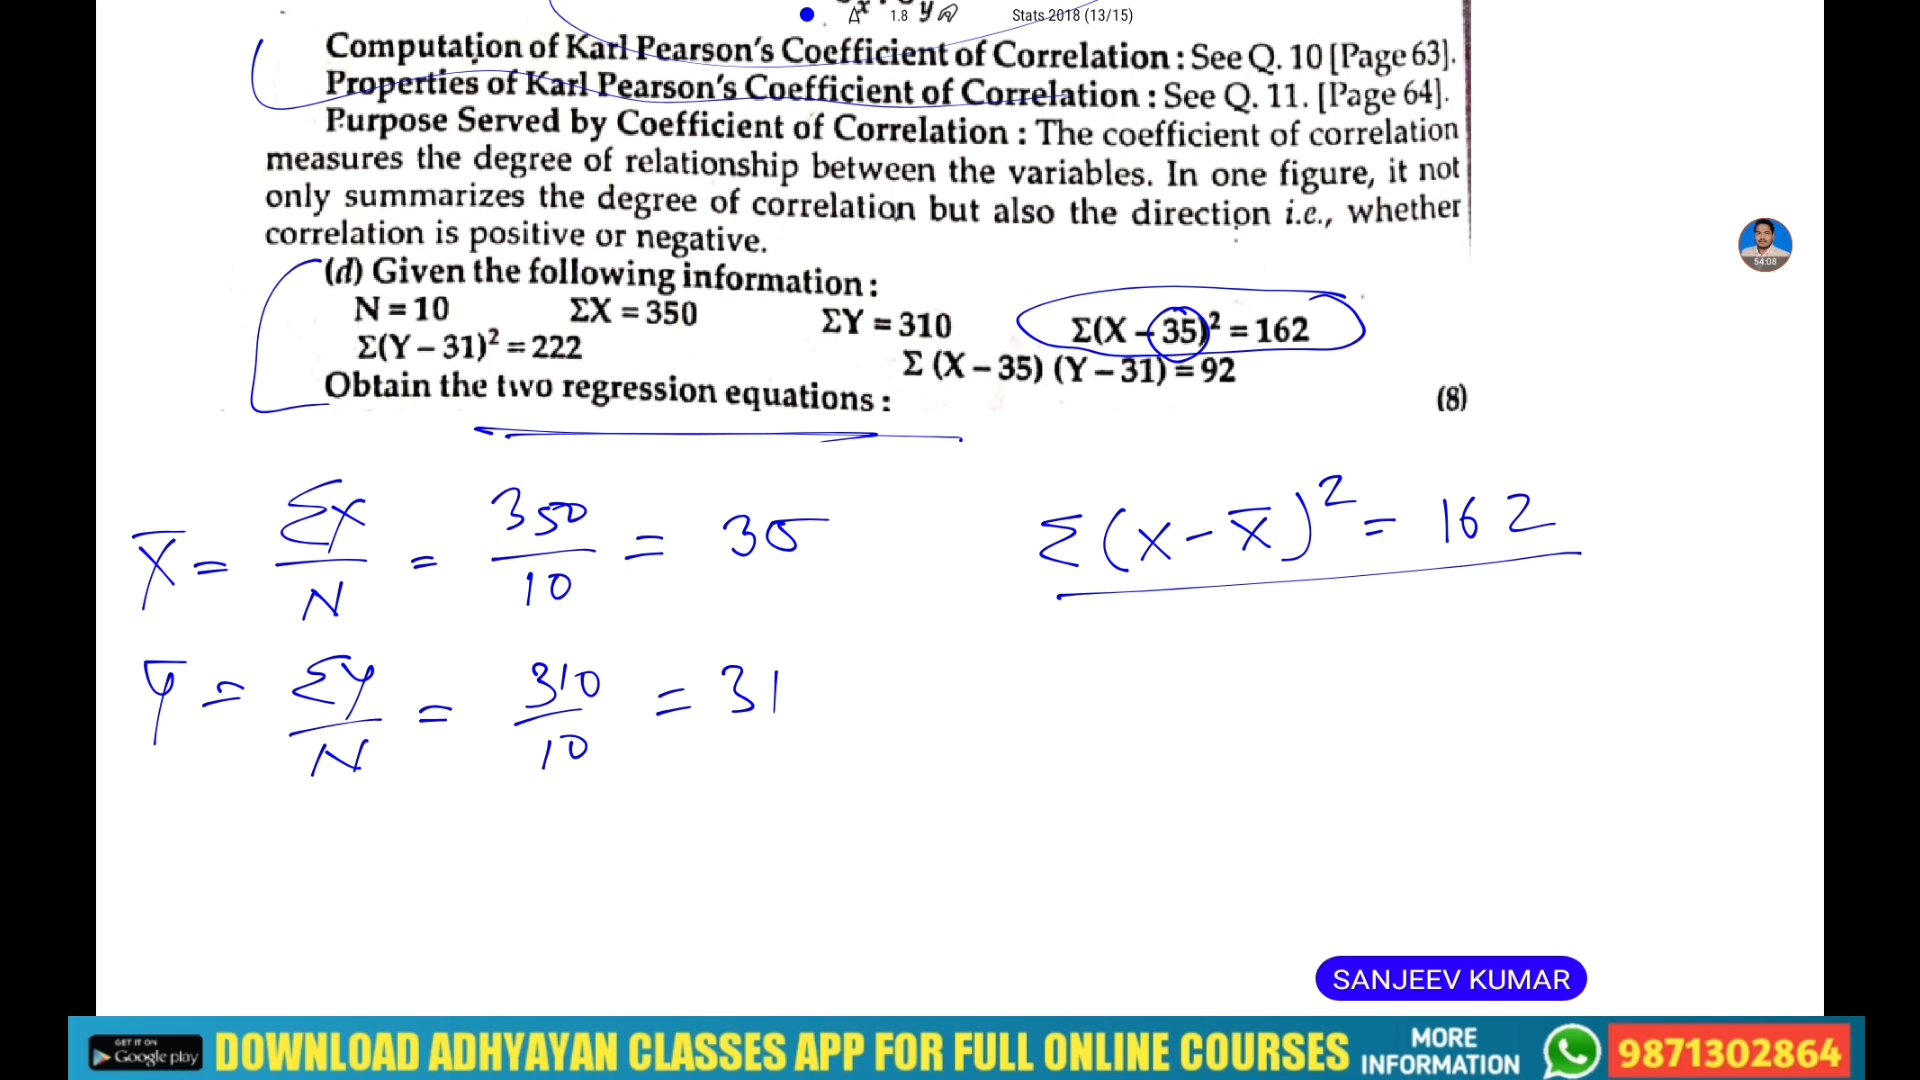 1.8 Stats 2018 (13/15)
Computation of Karl Pearson's Coefficient of Correlation : See Q. 10 [Page 63].
Properties of Karl Pearson's Coefficient of Correlation : See Q. 11. [Page 64].
Purpose Served by Coefficient of Correlation : The coefficient of correlation
measures the degree of relationship between the variables. In one figure, it not
only summarizes the degree of correlation but also the direction i.e., whether
correlation is positive or negative.
54:08
(d) Given the following information :
N = 10 ΣX = 350 ΣY = 310 Σ(X – 35)² = 162
Σ(Y – 31)² = 222 Σ (X – 35) (Y – 31) = 92
Obtain the two regression equations : (8)
X̄ = ΣX/N = 350/10 = 35 Σ(X-X̄)² = 162
Ȳ = ΣY/N = 310/10 = 31
SANJEEV KUMAR
GET IT ON Google play DOWNLOAD ADHYAYAN CLASSES APP FOR FULL ONLINE COURSES MORE INFORMATION 9871302864